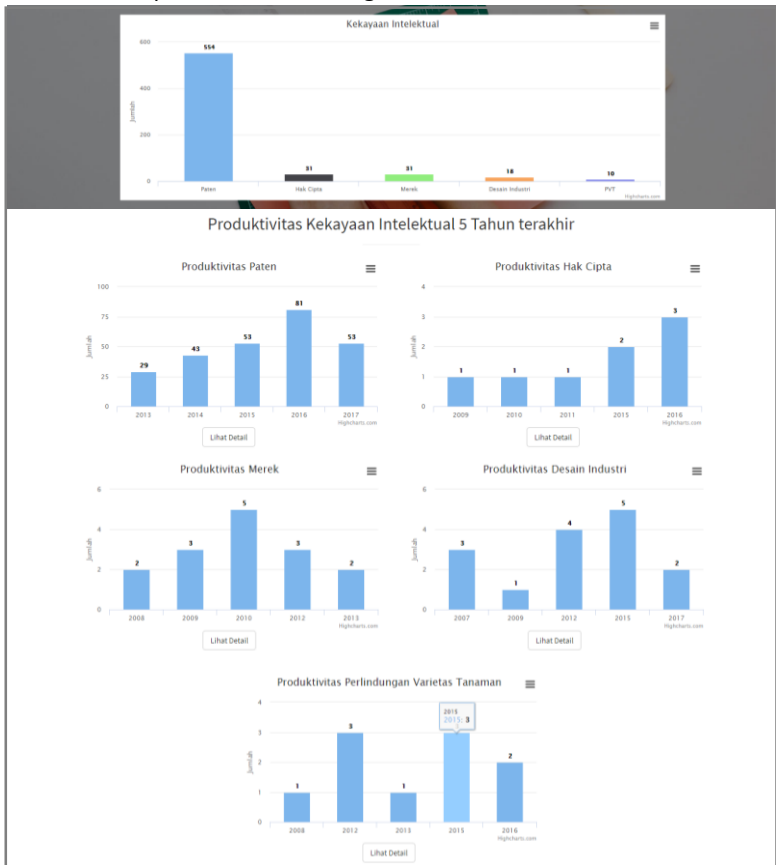 Kekayaan Intelektual
600
554
400
Jumlah
200
31
31
18
10
0
Paten
Hak Cipta
Merek
Desain Industri
PVT
Highcharts.com
Produktivitas Kekayaan Intelektual 5 Tahun terakhir
Produktivitas Paten
100
81
75
53
53
50
43
Jumlah
29
25
0
2013
2014
2015
2016
2017
Highcharts.com
Lihat Detail
Produktivitas Hak Cipta
4
3
3
2
2
Jumlah
1
1
1
1
0
2009
2010
2011
2015
2016
Highcharts.com
Lihat Detail
Produktivitas Merek
6
5
4
3
3
Jumlah
2
2
2
0
2008
2009
2010
2012
2013
Highcharts.com
Lihat Detail
Produktivitas Desain Industri
6
5
4
4
3
Jumlah
2
2
1
0
2007
2009
2012
2015
2017
Highcharts.com
Lihat Detail
Produktivitas Perlindungan Varietas Tanaman
4
2015
2015: 3
3
3
2
2
Jumlah
1
1
1
0
2008
2012
2013
2015
2016
Highcharts.com
Lihat Detail